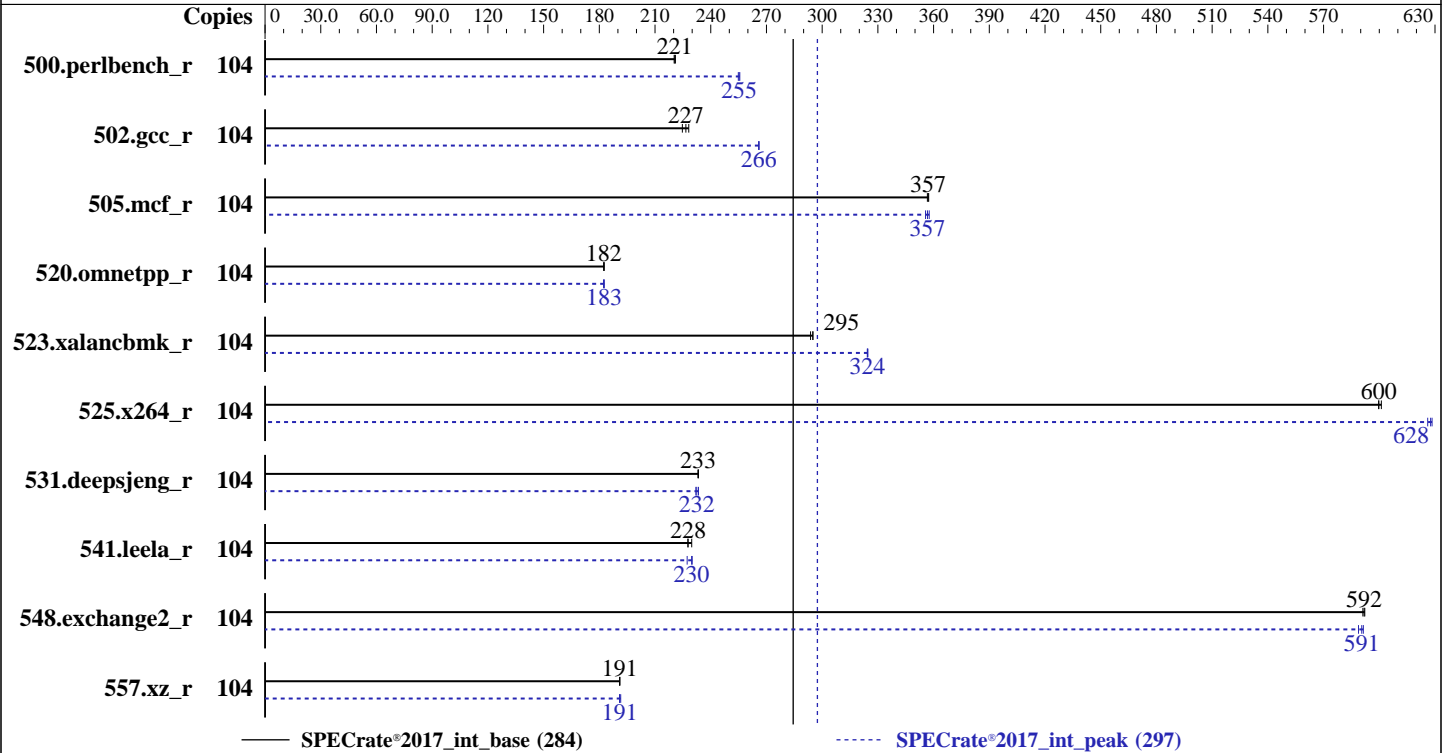 Copies 0 30.0 60.0 90.0 120 150 180 210 240 270 300 330 360 390 420 450 480 510 540 570 630
221
500.perlbench_r 104
255
227
502.gcc_r 104
266
357
505.mcf_r 104
357
182
520.omnetpp_r 104
183
295
523.xalancbmk_r 104
324
600
525.x264_r 104
628
233
531.deepsjeng_r 104
232
228
541.leela_r 104
230
592
548.exchange2_r 104
591
191
557.xz_r 104
191
SPECrate®2017_int_base (284) SPECrate®2017_int_peak (297)